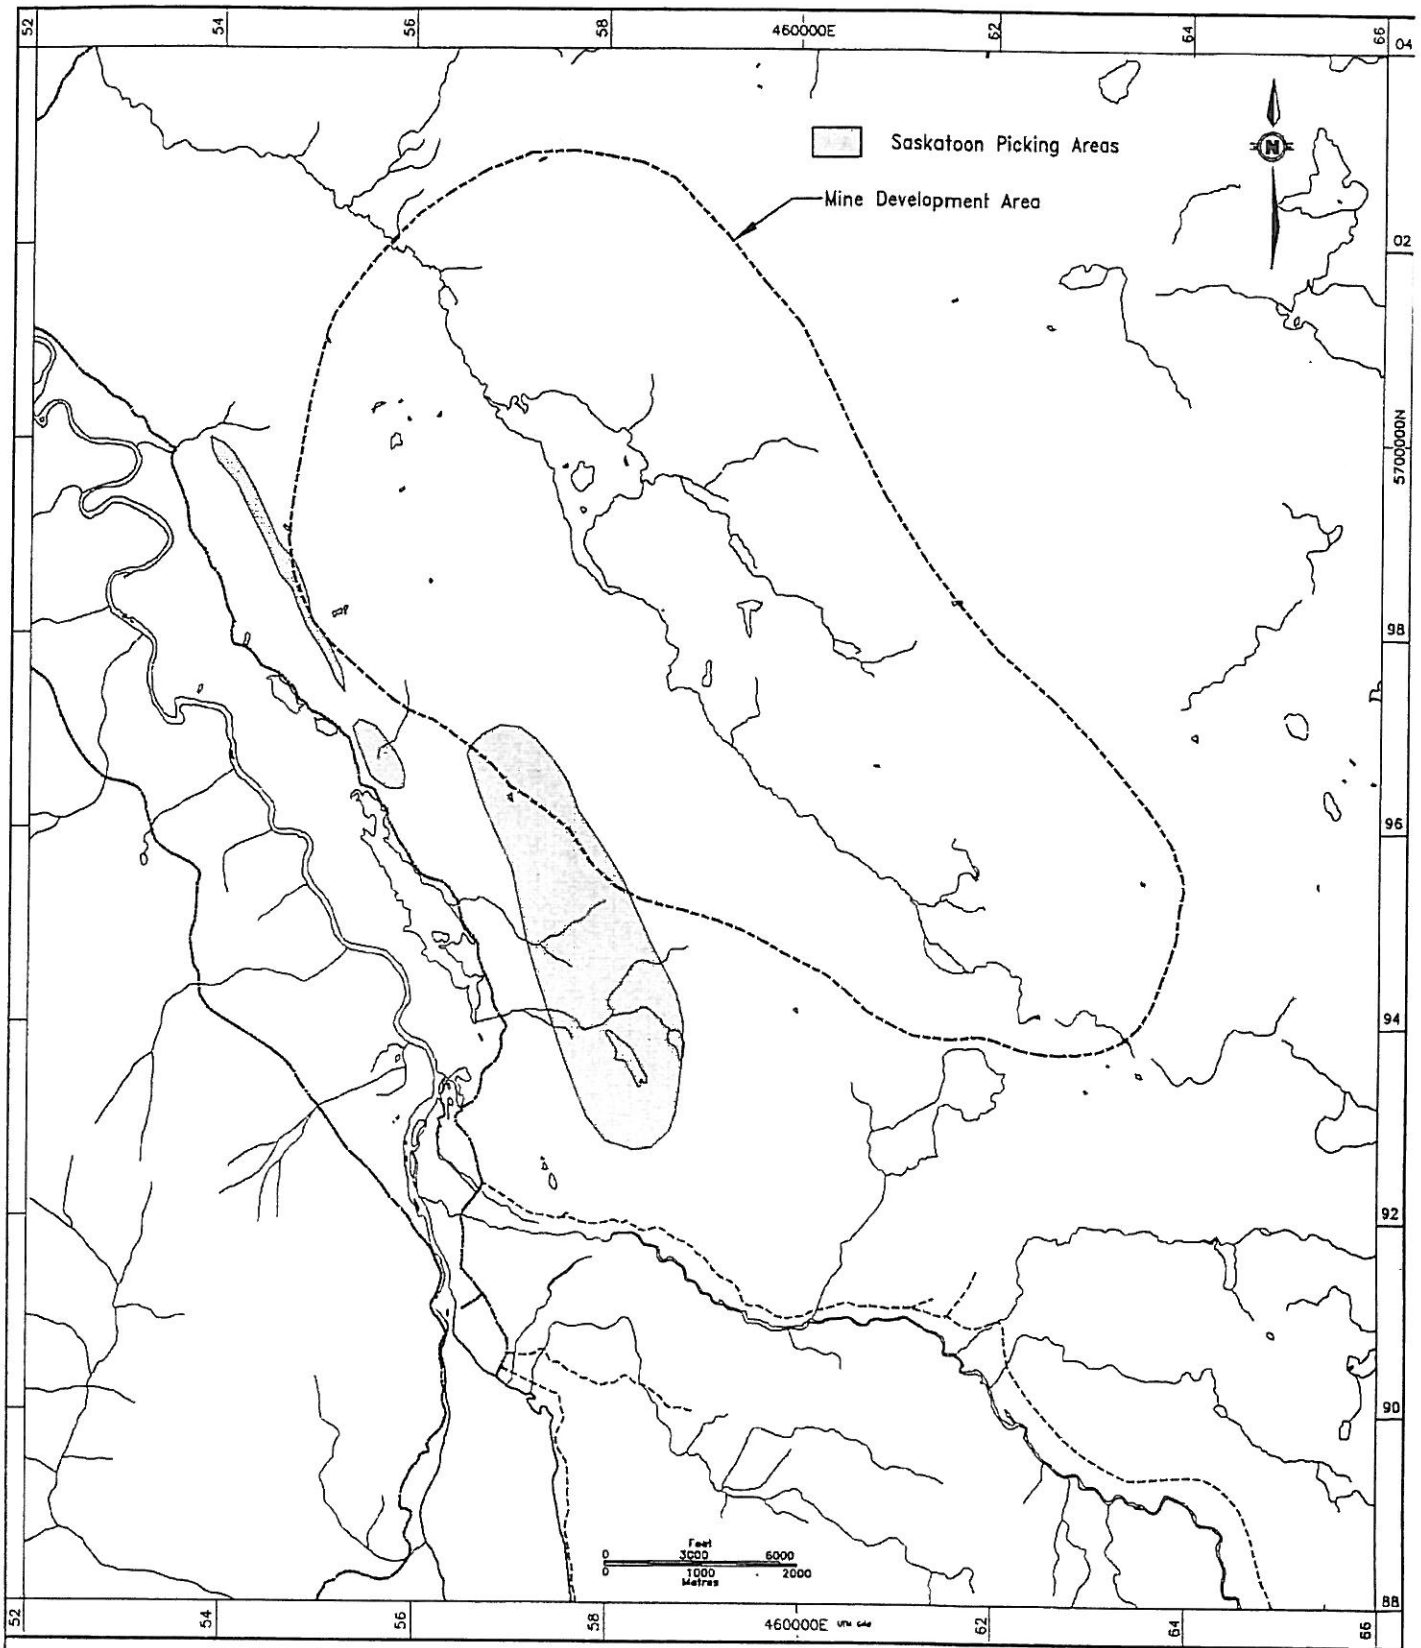 52 54 56 58 460000E 62 64 66
04
Saskatoon Picking Areas
N
Mine Development Area
02
5700000N
98
96
94
92
90
Feet
0 3000 6000
0 1000 2000
Metres
88
52 54 56 58 460000E UTM Grid 62 64 66